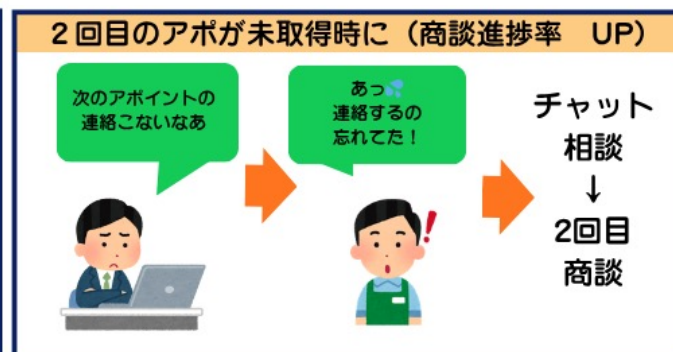 2回目のアポが未取得時に（商談進捗率　UP）
次のアポイントの
連絡こないなあ
あっ💦
連絡するの
忘れてた！
チャット
相談
↓
2回目
商談